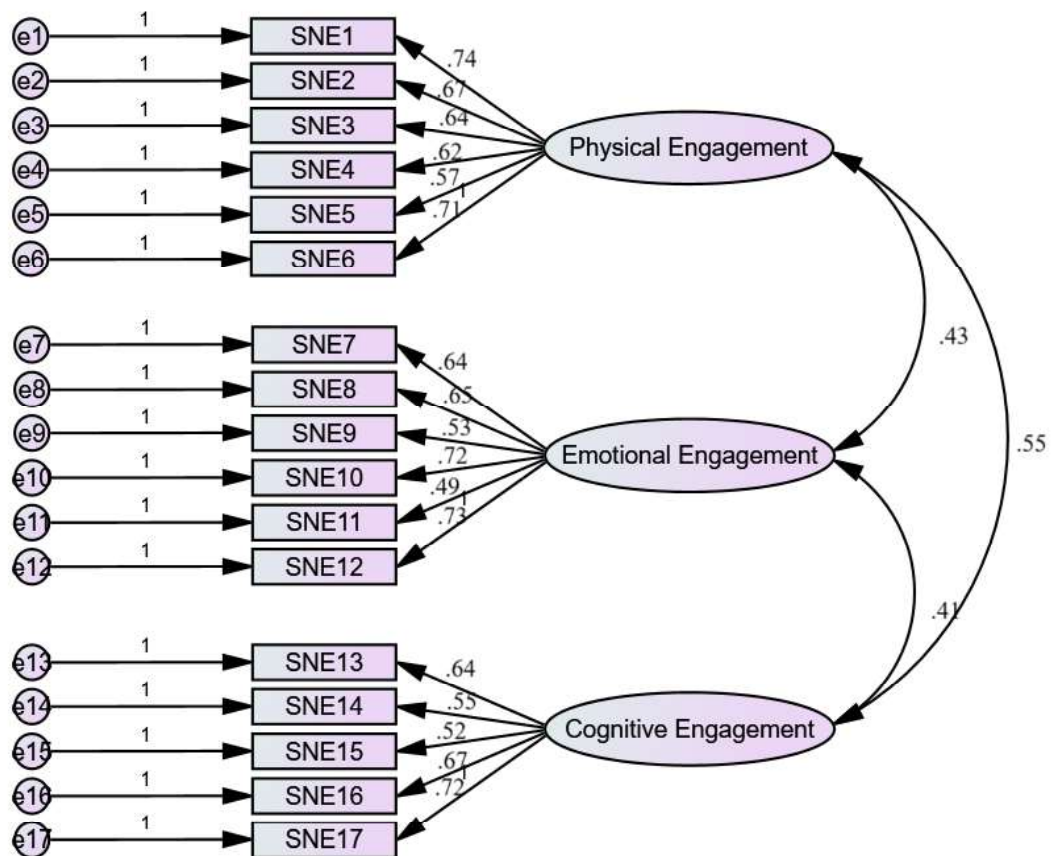 e1 1 SNE1 .74
e2 1 SNE2 .67
e3 1 SNE3 .64
e4 1 SNE4 .62
e5 1 SNE5 .57 1
e6 1 SNE6 .71
Physical Engagement
e7 1 SNE7 .64
e8 1 SNE8 .65
e9 1 SNE9 .53
e10 1 SNE10 .72
e11 1 SNE11 .49 1
e12 1 SNE12 .73
Emotional Engagement
e13 1 SNE13 .64
e14 1 SNE14 .55
e15 1 SNE15 .52
e16 1 SNE16 .67 1
e17 1 SNE17 .72
Cognitive Engagement
.43
.55
.41